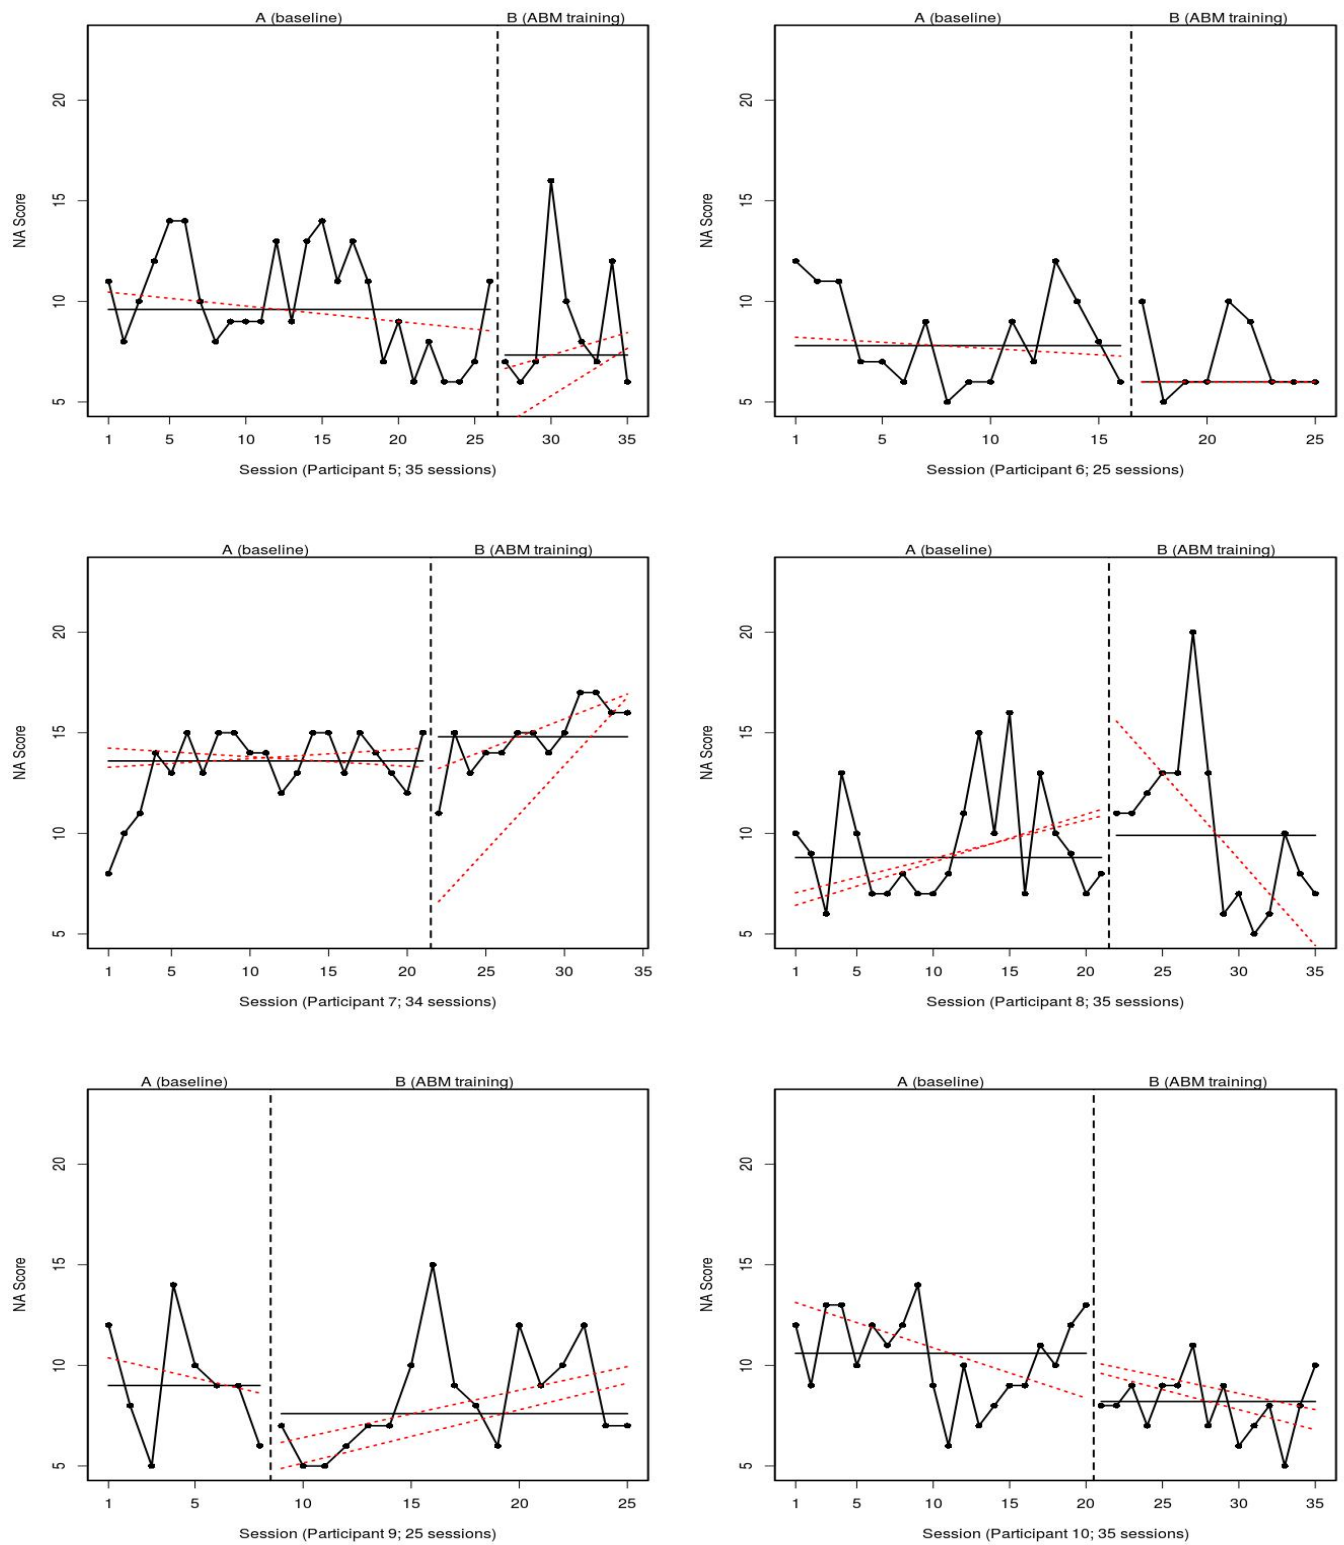 A (baseline) B (ABM training)
NA Score
20
15
10
5
1 5 10 15 20 25 30 35
Session (Participant 5; 35 sessions)
A (baseline) B (ABM training)
NA Score
20
15
10
5
1 5 10 15 20 25
Session (Participant 6; 25 sessions)
A (baseline) B (ABM training)
NA Score
20
15
10
5
1 5 10 15 20 25 30 35
Session (Participant 7; 34 sessions)
A (baseline) B (ABM training)
NA Score
20
15
10
5
1 5 10 15 20 25 30 35
Session (Participant 8; 35 sessions)
A (baseline) B (ABM training)
NA Score
20
15
10
5
1 5 10 15 20 25
Session (Participant 9; 25 sessions)
A (baseline) B (ABM training)
NA Score
20
15
10
5
1 5 10 15 20 25 30 35
Session (Participant 10; 35 sessions)